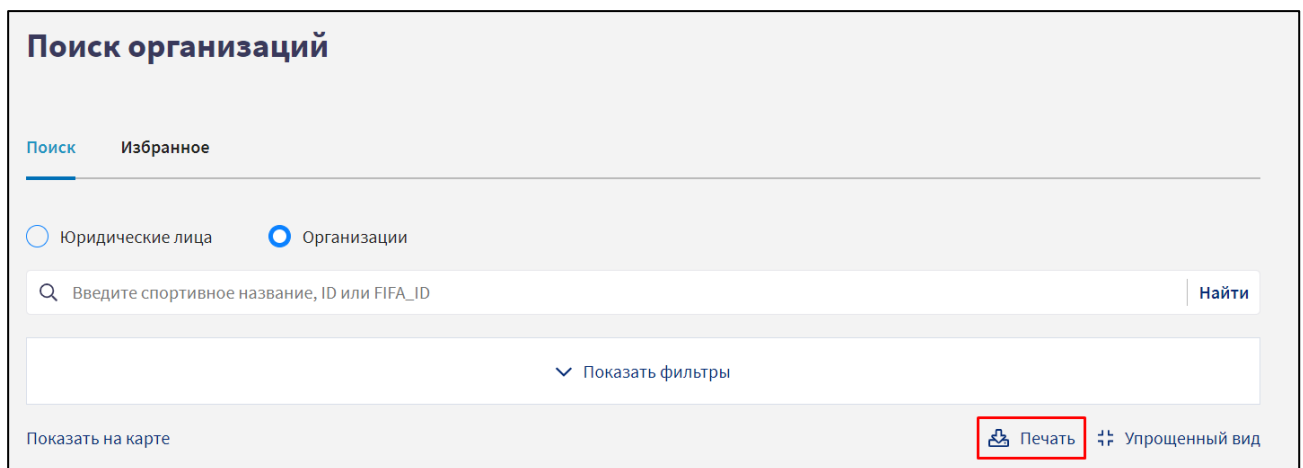 Поиск организаций
Поиск Избранное
Юридические лица Организации
Введите спортивное название, ID или FIFA_ID Найти
Показать фильтры
Показать на карте Печать Упрощенный вид